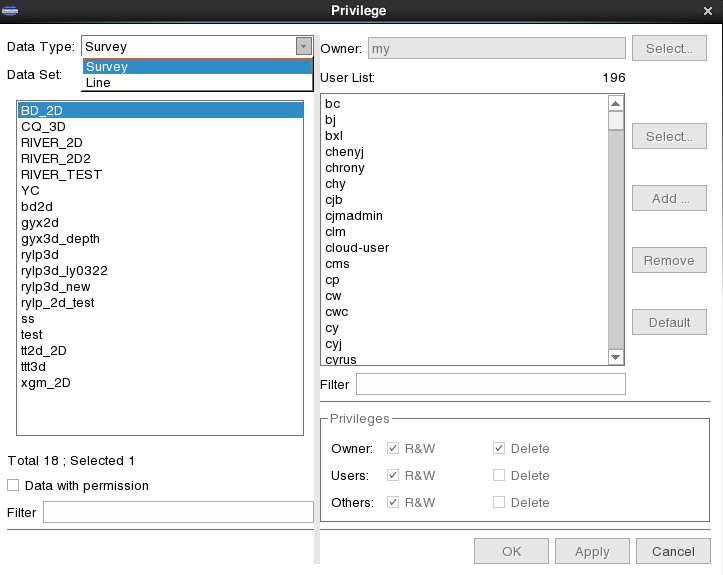 Privilege
Data Type: Survey
Survey
Line
Data Set:
BD_2D
CQ_3D
RIVER_2D
RIVER_2D2
RIVER_TEST
YC
bd2d
gyx2d
gyx3d_depth
rylp3d
rylp3d_ly0322
rylp3d_new
rylp_2d_test
ss
test
tt2d_2D
ttt3d
xgm_2D
Total 18 ; Selected 1
Data with permission
Filter
Owner: my Select...
User List: 196
bc
bj
bxl
chenyj
chrony
chy
cjb
cjmadmin
clm
cloud-user
cms
cp
cw
cwc
cy
cyj
cyrus
Select...
Add ...
Remove
Default
Filter
Privileges
Owner: R&W Delete
Users: R&W Delete
Others: R&W Delete
OK Apply Cancel